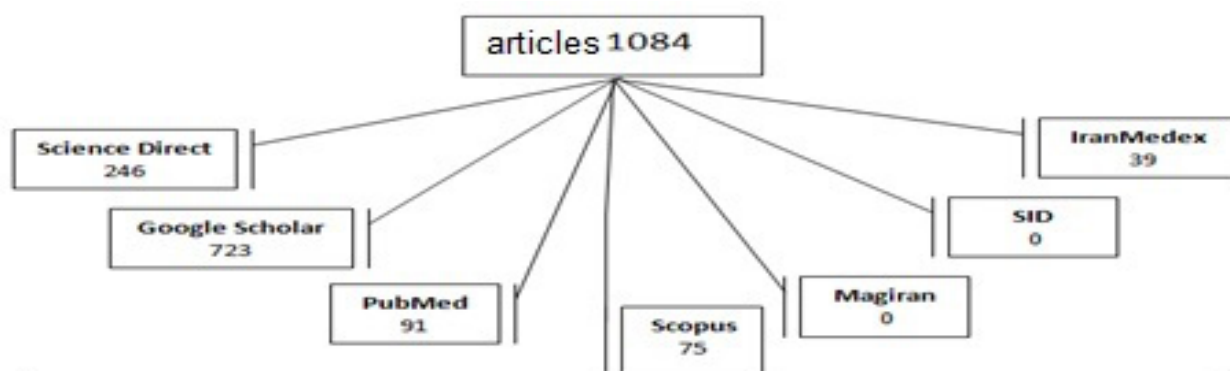 articles 1084
Science Direct
246
IranMedex
39
Google Scholar
723
SID
0
PubMed
91
Magiran
0
Scopus
75